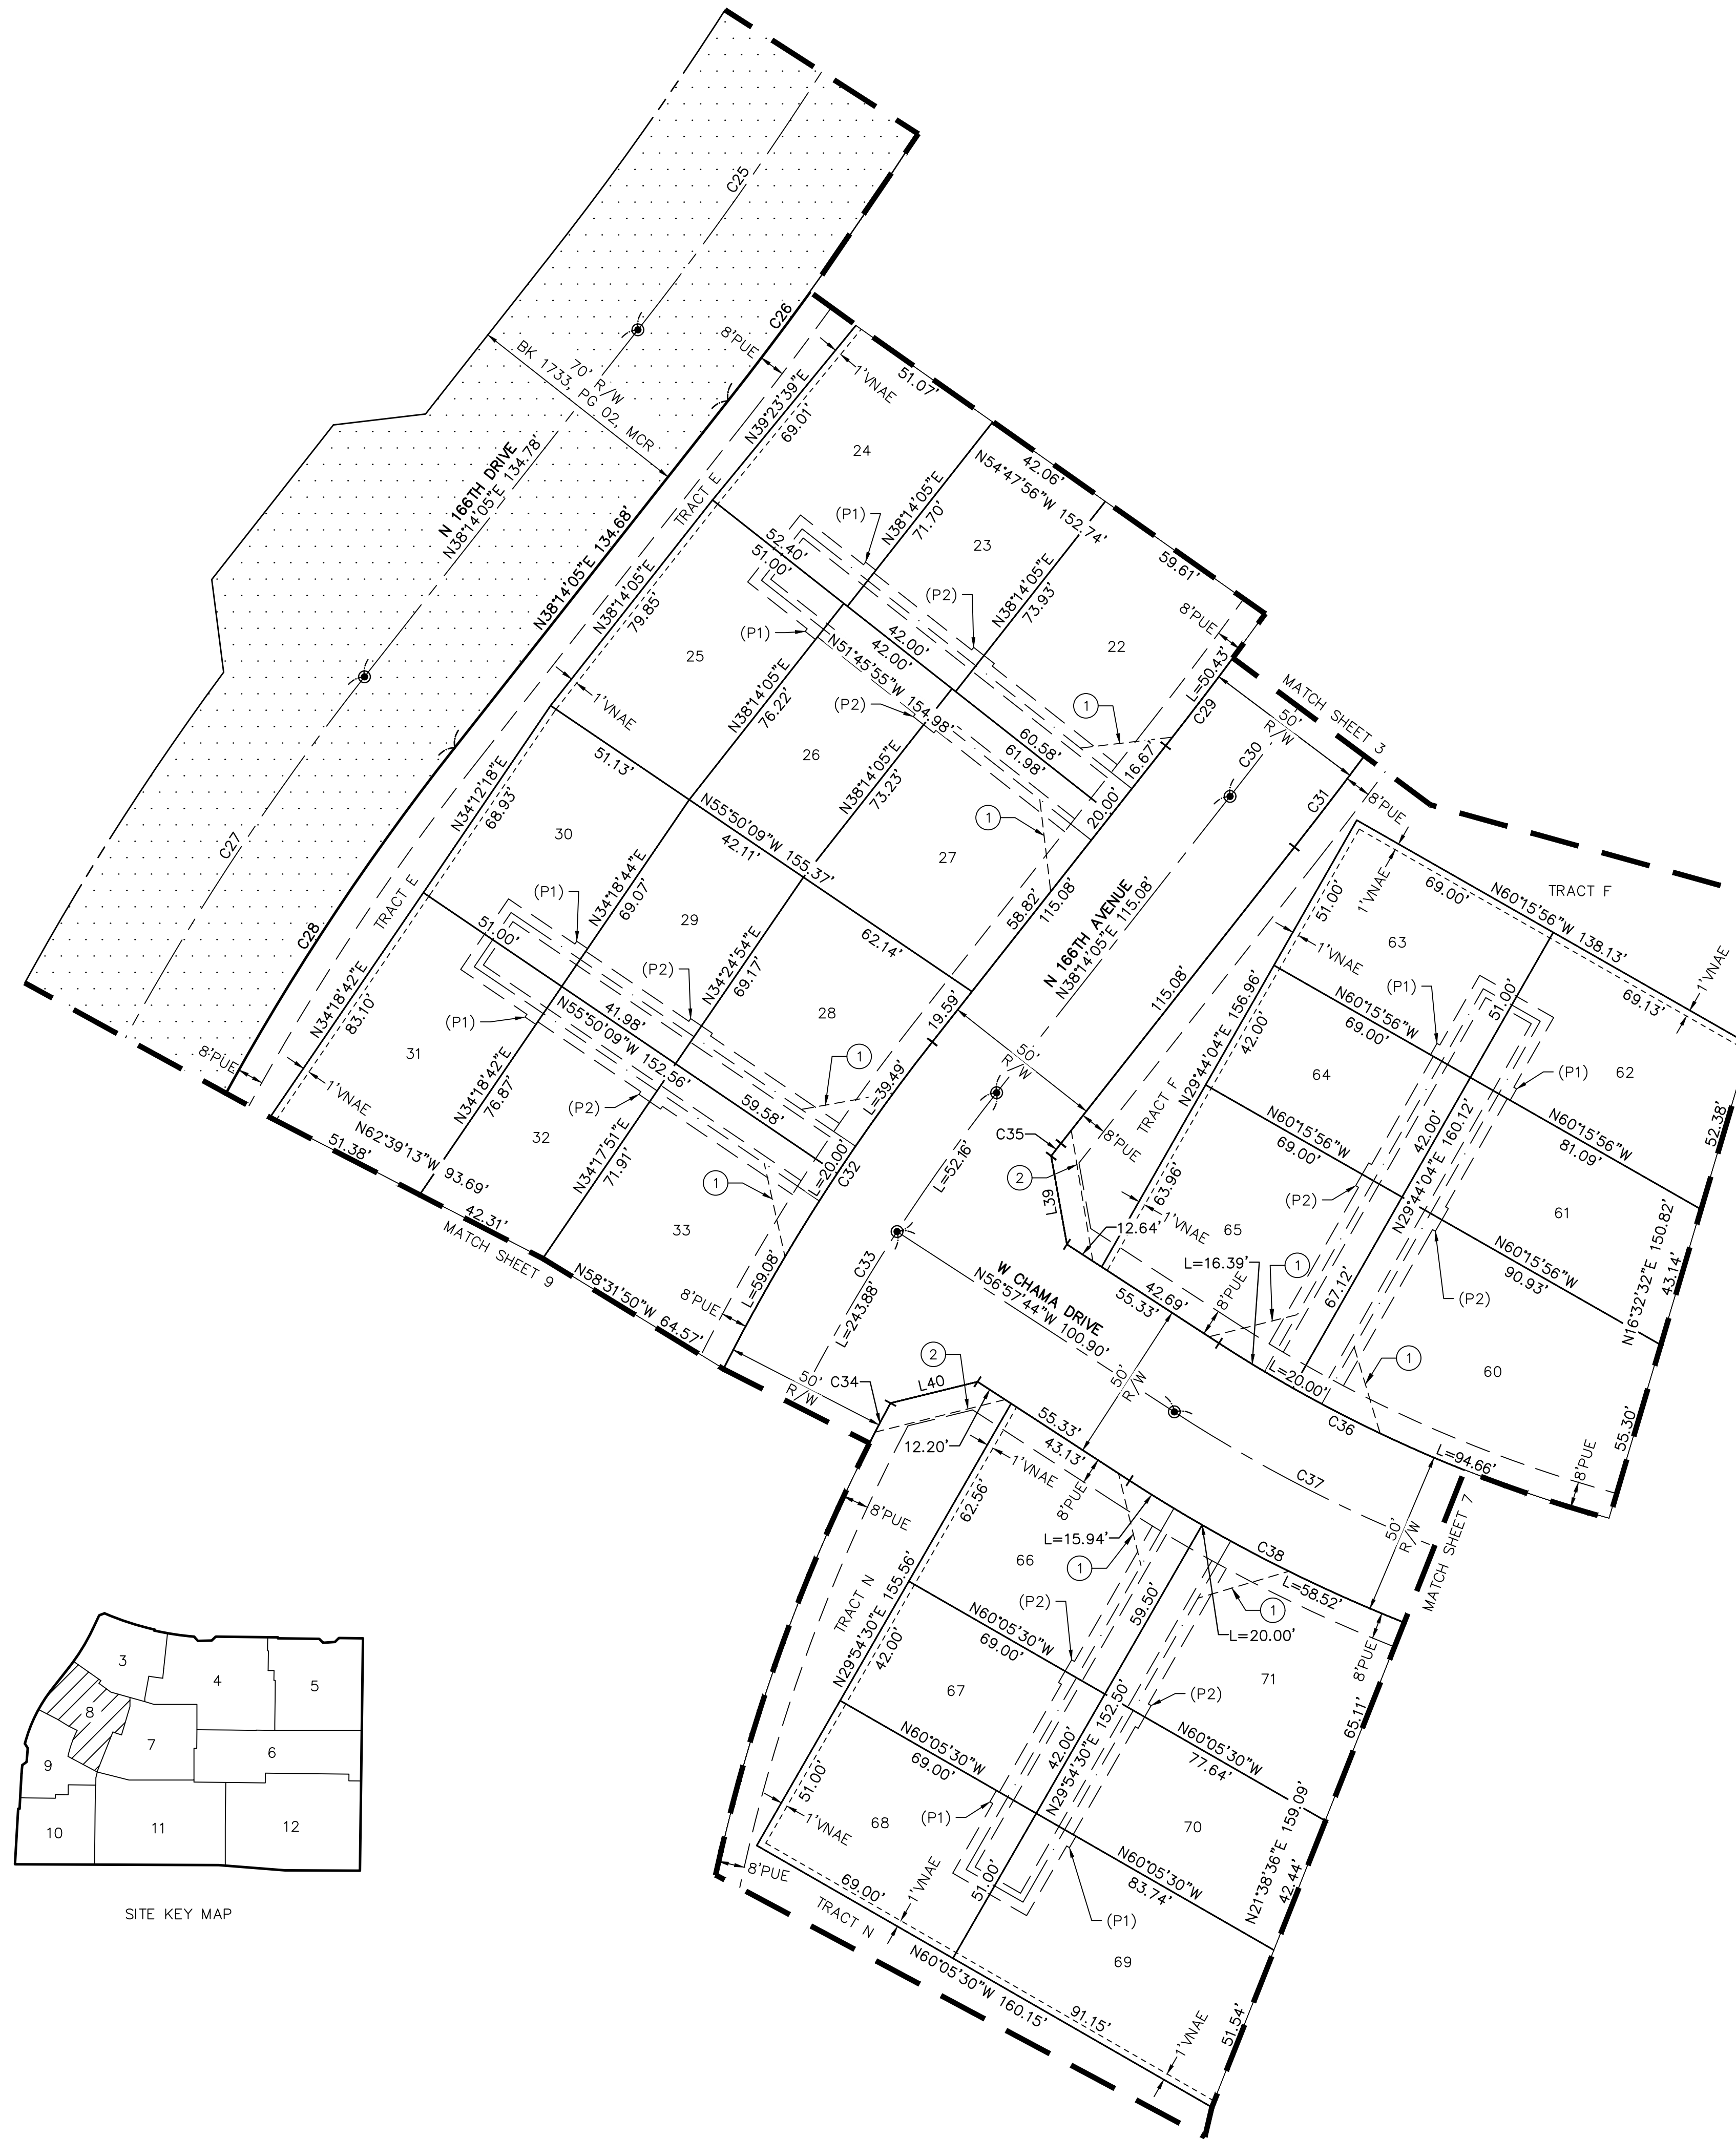 C25
C26
8'PUE
70' R/W
BK 1733, PG 02, MCR
N 166TH DRIVE
N38°14'05"E 134.78'
N38°14'05"E 134.68'
C27
C28
8'PUE
TRACT E
N39°23'39"E
69.01'
1'VNAE
51.07'
24
N38°14'05"E
79.85'
N38°14'05"E
71.70'
42.06'
N54°47'56"W 152.74'
23
(P1)
52.40'
51.00'
N38°14'05"E
73.93'
59.61'
(P2)
22
8'PUE
L=50.43'
C29
25
(P1)
42.00'
42.00'
N51°45'55"W 154.98'
N38°14'05"E
76.22'
(P2)
26
1
60.58'
61.98'
16.67'
20.00'
1'VNAE
51.13'
N34°12'18"E
68.93'
30
N55°50'09"W 155.37'
42.11'
N38°14'05"E
73.23'
1
27
58.82'
115.08'
N 166TH AVENUE
N38°14'05"E 115.08'
50'
R/W
C30
MATCH SHEET 3
C31
8'PUE
115.08'
TRACT E
(P1)
51.00'
N34°18'44"E
69.07'
29
62.14'
N34°24'54"E
69.17'
(P2)
28
19.59'
50'
R/W
N34°18'42"E
83.10'
31
(P1)
41.98'
N55°50'09"W 152.56'
59.58'
1
L=39.49'
L=20.00'
C32
1'VNAE
N34°18'42"E
76.87'
32
(P2)
N34°17'51"E
71.91'
1
33
N62°39'13"W 93.69'
51.38'
42.31'
MATCH SHEET 9
N58°31'50"W 64.57'
8'PUE
L=59.08'
L=52.16'
C33
L=243.88'
50'
R/W
C34
C35
8'PUE
2
L39
12.64'
TRACT F
1'VNAE
51.00'
69.00'
1'VNAE
N60°15'56"W 138.13'
TRACT F
63
1'VNAE
69.13'
(P1)
51.00'
N60°15'56"W
69.00'
N29°44'04"E 156.96'
42.00'
64
(P1)
62
N60°15'56"W
69.00'
42.00'
N29°44'04"E 160.12'
N60°15'56"W
81.09'
52.38'
63.96'
1'VNAE
65
(P2)
61
N16°32'32"E 150.82'
43.14'
42.69'
55.33'
8'PUE
L=16.39'
1
67.12'
N60°15'56"W
90.93'
(P2)
W CHAMA DRIVE
N56°57'44"W 100.90'
L=20.00'
1
60
C36
55.30'
L=94.66'
8'PUE
50'
R/W
C37
50'
R/W
MATCH SHEET 7
2
L40
12.20'
55.33'
43.13'
1'VNAE
8'PUE
8'PUE
62.56'
L=15.94'
1
C38
L=58.52'
66
(P2)
59.50'
1
L=20.00'
8'PUE
TRACT N
N29°54'30"E 155.56'
42.00'
N60°05'30"W
69.00'
71
67
(P2)
65.11'
N60°05'30"W
69.00'
42.00'
N29°54'30"E 152.50'
N60°05'30"W
77.64'
51.00'
1'VNAE
68
(P1)
70
N21°38'36"E 159.09'
42.44'
8'PUE
69.00'
1'VNAE
51.00'
N60°05'30"W
83.74'
(P1)
TRACT N
69
N60°05'30"W 160.15'
91.15'
1'VNAE
51.54'
3
4
5
8
7
6
9
10
11
12
SITE KEY MAP